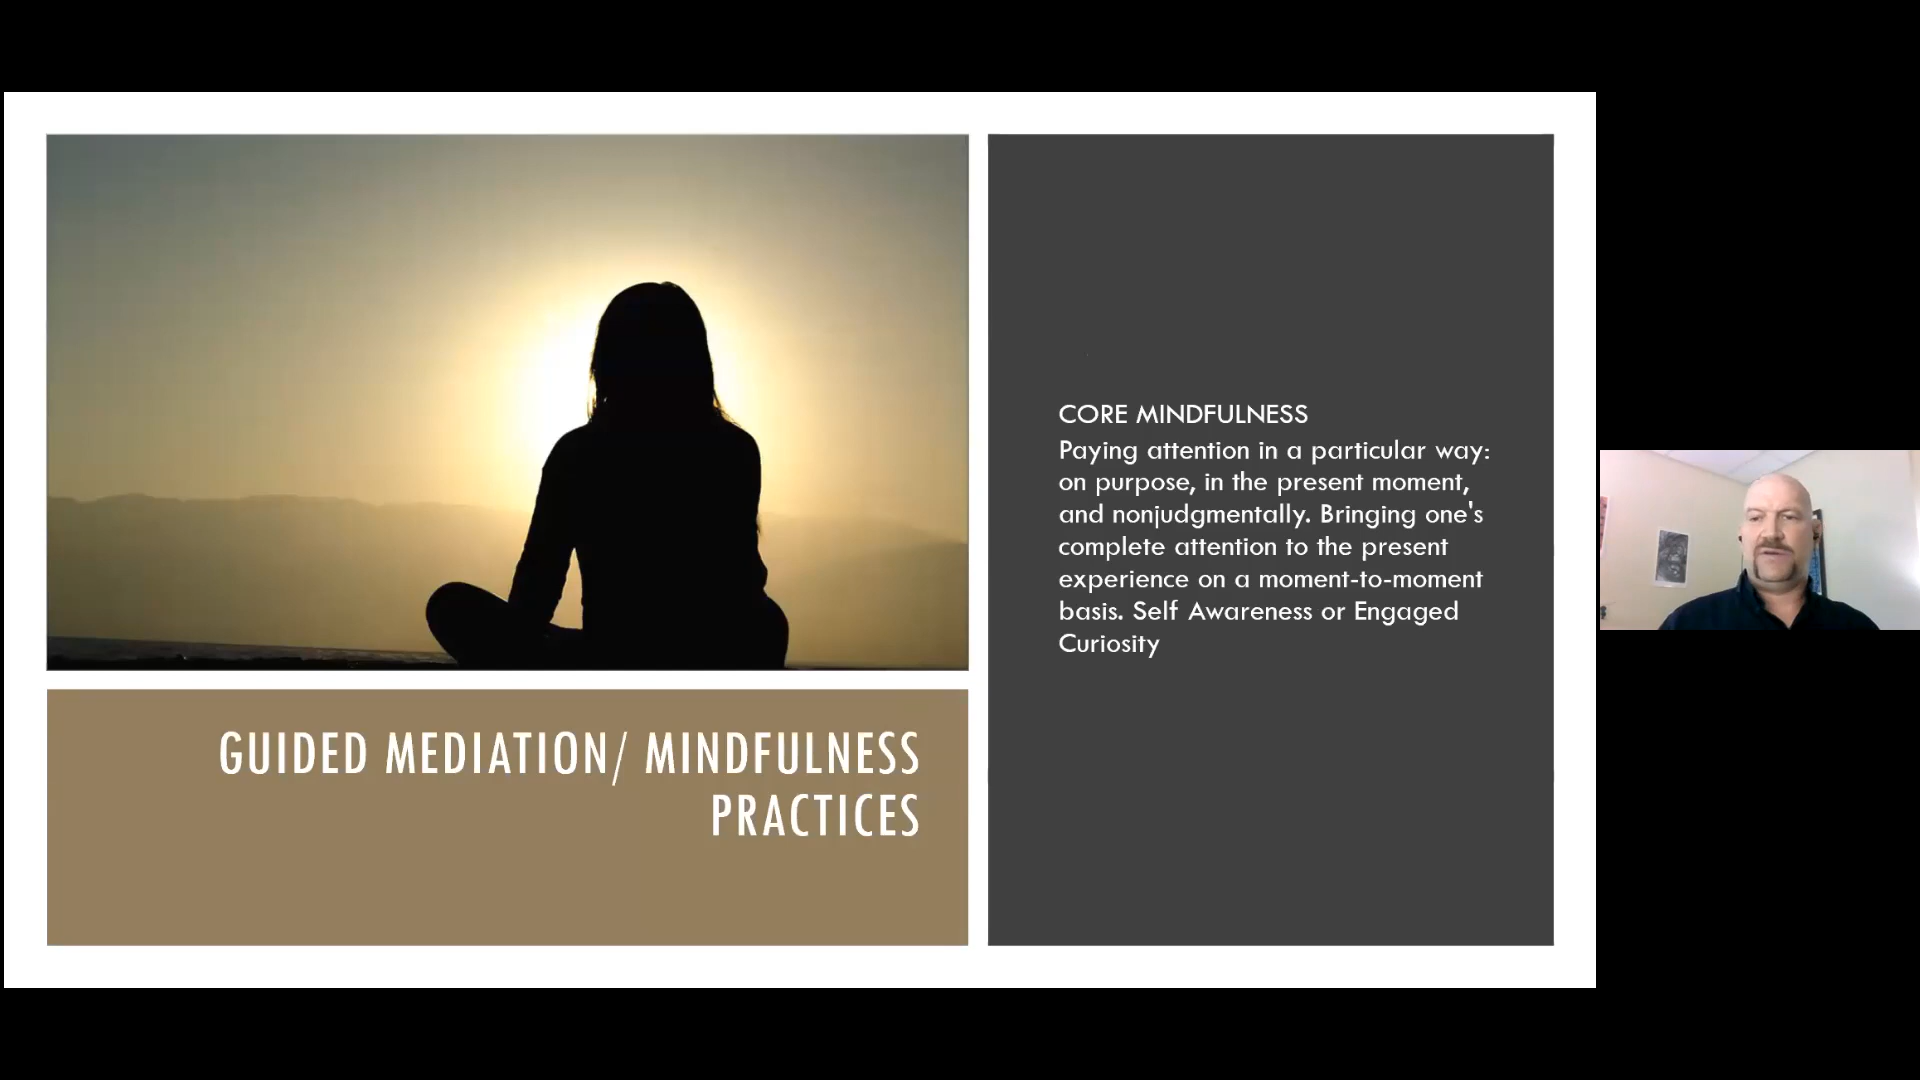 CORE MINDFULNESS
Paying attention in a particular way:
on purpose, in the present moment,
and nonjudgmentally. Bringing one's
complete attention to the present
experience on a moment-to-moment
basis. Self Awareness or Engaged
Curiosity
GUIDED MEDIATION/ MINDFULNESS
PRACTICES